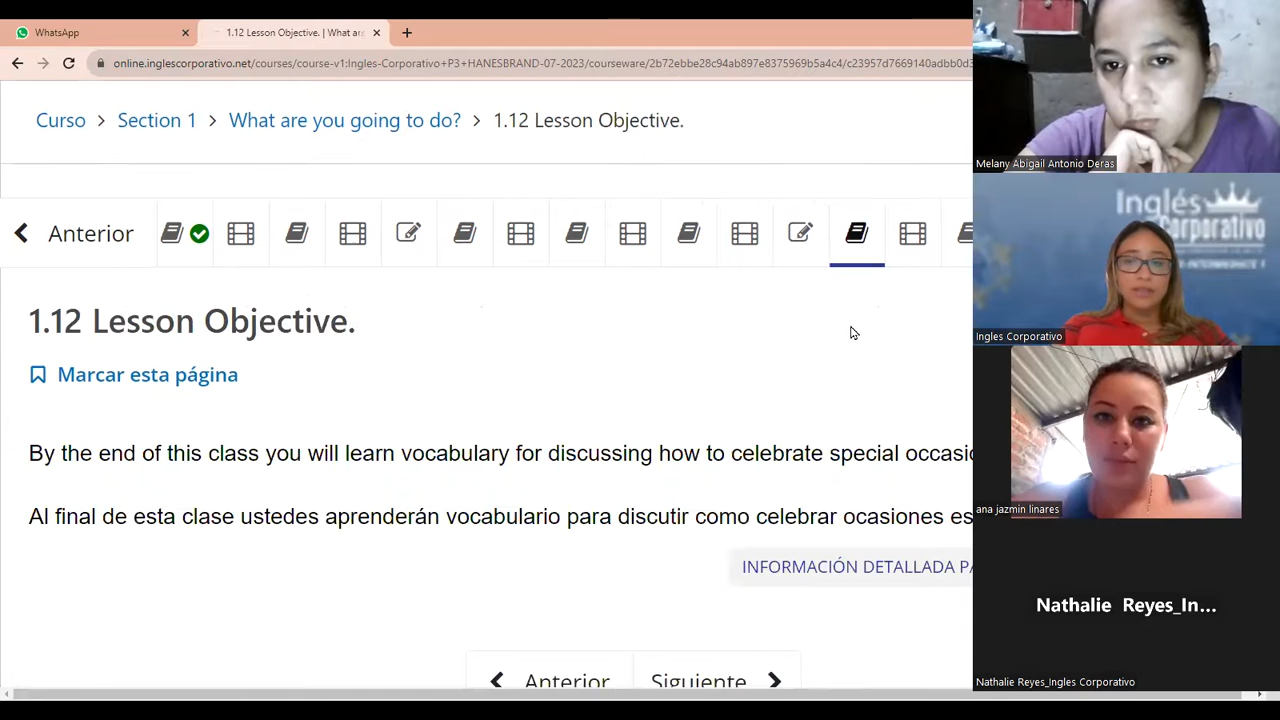 WhatsApp
1.12 Lesson Objective. | What are
online.inglescorporativo.net/courses/course-v1:Ingles-Corporativo+P3+HANESBRAND-07-2023/courseware/2b72ebbe28c94ab897e8375969b5a4c4/c23957d7669140adbb0d3
Curso > Section 1 > What are you going to do? > 1.12 Lesson Objective.
Anterior
1.12 Lesson Objective.
Marcar esta página
By the end of this class you will learn vocabulary for discussing how to celebrate special occasio
Al final de esta clase ustedes aprenderán vocabulario para discutir como celebrar ocasiones es
INFORMACIÓN DETALLADA PA
Anterior
Siguiente
Melany Abigail Antonio Deras
Inglés
Corporativo
Ingles Corporativo
ana jazmin linares
Nathalie Reyes_In...
Nathalie Reyes_Ingles Corporativo